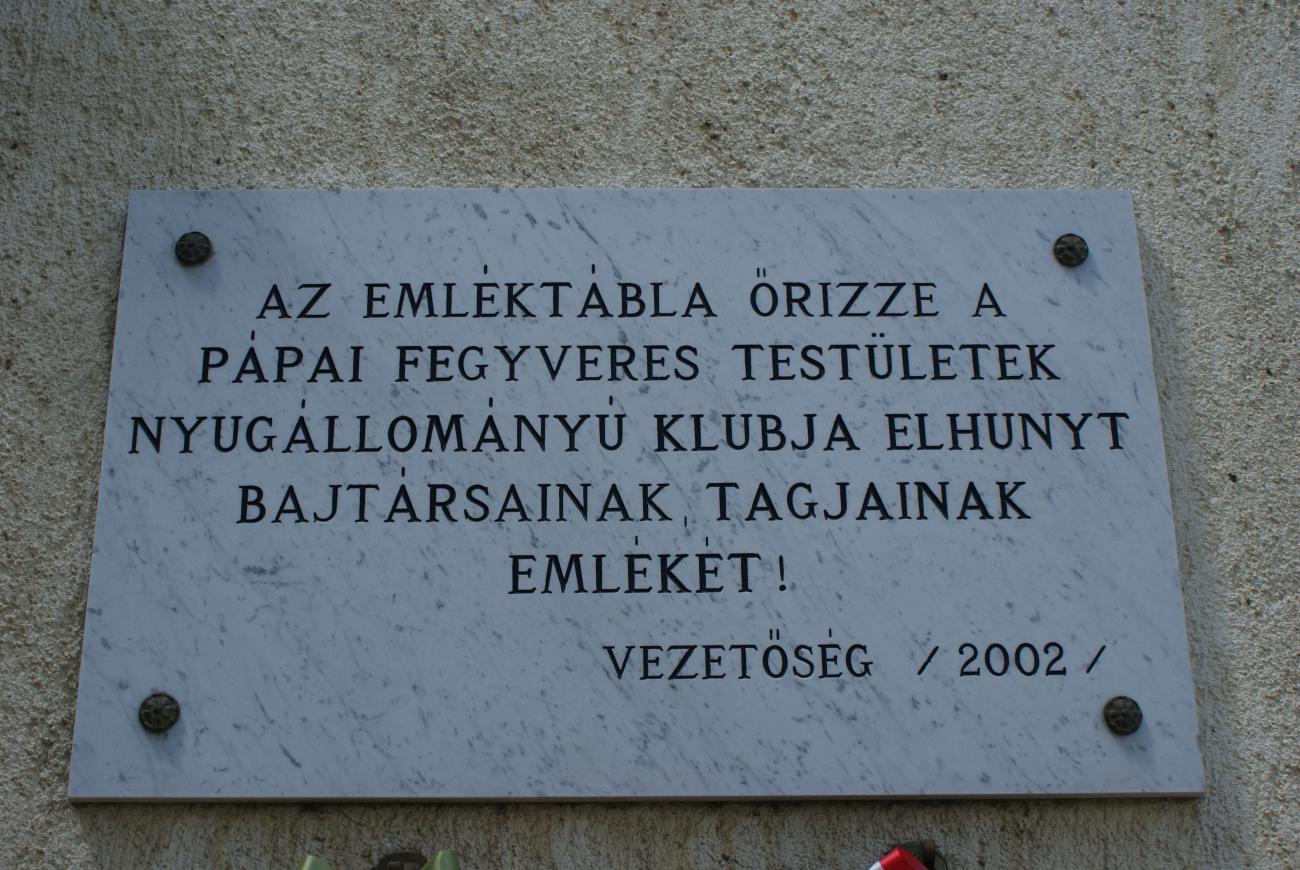 AZ EMLÉKTÁBLA ŐRIZZE A
PÁPAI FEGYVERES TESTÜLETEK
NYUGÁLLOMÁNYÚ KLUBJA ELHUNYT
BAJTÁRSAINAK, TAGJAINAK
EMLÉKÉT!
VEZETŐSÉG / 2002 /